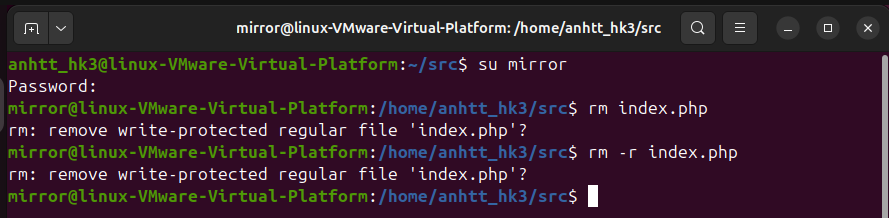 mirror@linux-VMware-Virtual-Platform: /home/anhtt_hk3/src
anhtt_hk3@linux-VMware-Virtual-Platform:~/src$ su mirror
Password:
mirror@linux-VMware-Virtual-Platform:/home/anhtt_hk3/src$ rm index.php
rm: remove write-protected regular file 'index.php'?
mirror@linux-VMware-Virtual-Platform:/home/anhtt_hk3/src$ rm -r index.php
rm: remove write-protected regular file 'index.php'?
mirror@linux-VMware-Virtual-Platform:/home/anhtt_hk3/src$